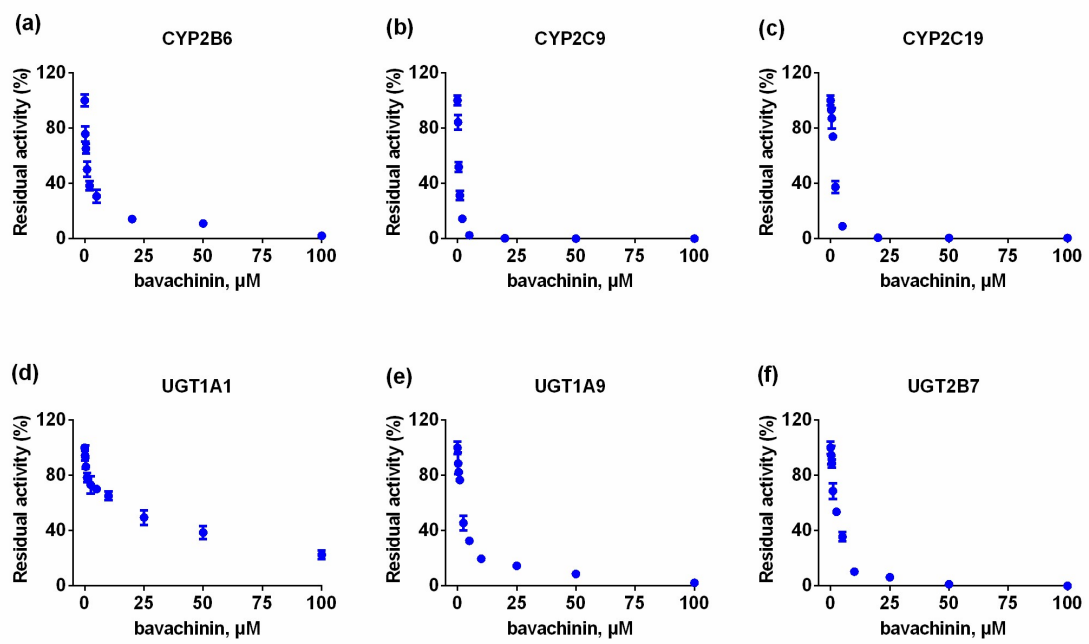 (a)
CYP2B6
Residual activity (%)
120
80
40
0
0 25 50 75 100
bavachinin, µM
(b)
CYP2C9
Residual activity (%)
120
80
40
0
0 25 50 75 100
bavachinin, µM
(c)
CYP2C19
Residual activity (%)
120
80
40
0
0 25 50 75 100
bavachinin, µM
(d)
UGT1A1
Residual activity (%)
120
80
40
0
0 25 50 75 100
bavachinin, µM
(e)
UGT1A9
Residual activity (%)
120
80
40
0
0 25 50 75 100
bavachinin, µM
(f)
UGT2B7
Residual activity (%)
120
80
40
0
0 25 50 75 100
bavachinin, µM